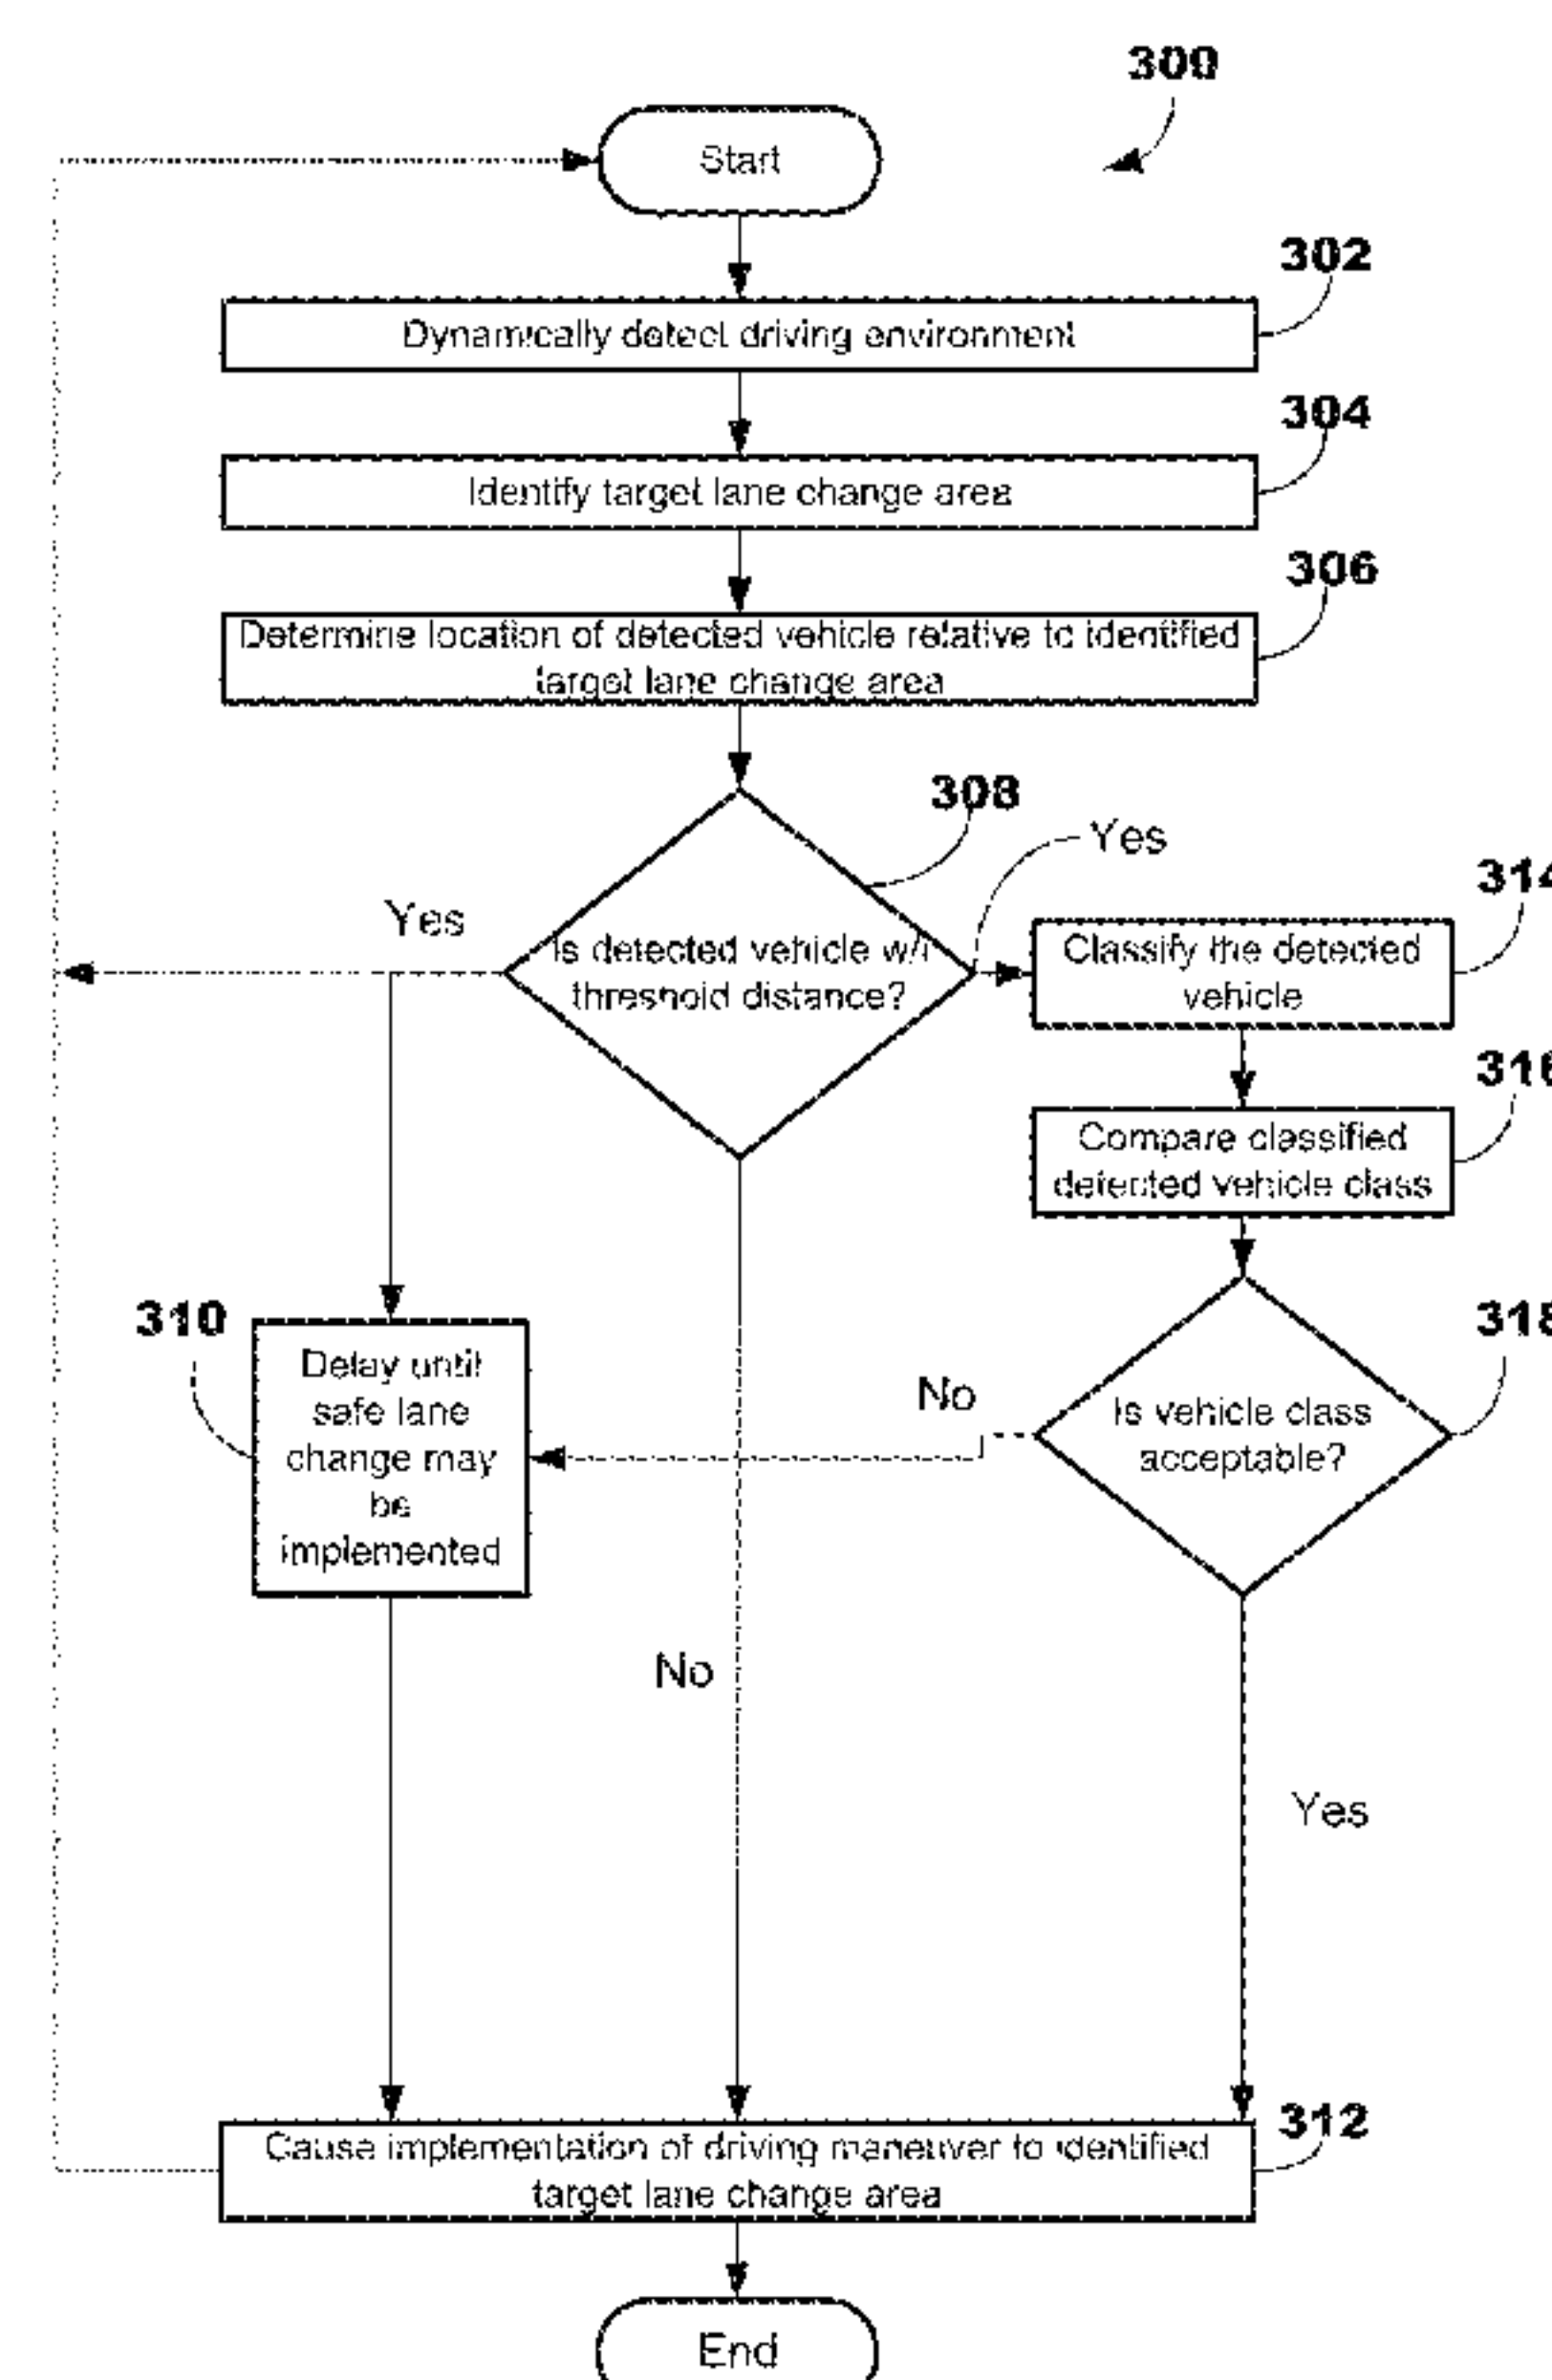 300
Start
302
Dynamically detect driving environment
304
Identify target lane change area
306
Determine location of detected vehicle relative to identified
target lane change area
308
Yes
Yes
Is detected vehicle w/i
threshold distance?
314
Classify the detected
vehicle
316
Compare classified
detected vehicle class
310
Delay until
safe lane
change may
be
implemented
No
318
Is vehicle class
acceptable?
No
Yes
312
Cause implementation of driving maneuver to identified
target lane change area
End